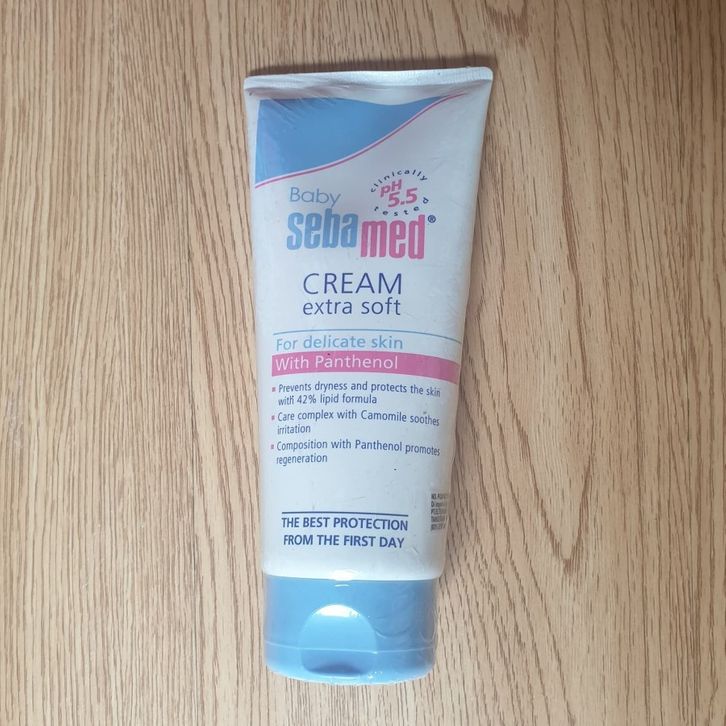 Baby
clinically
pH
5.5
tested
sebamed®
CREAM
extra soft
For delicate skin
With Panthenol
Prevents dryness and protects the skin
with 42% lipid formula
Care complex with Camomile soothes
irritation
Composition with Panthenol promotes
regeneration
THE BEST PROTECTION
FROM THE FIRST DAY